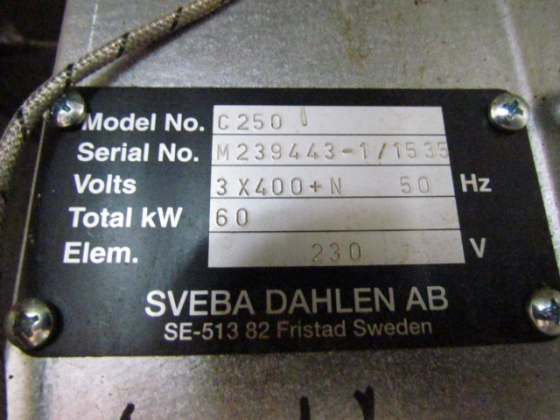 Model No. C250
Serial No. M239443-1/1535
Volts 3X400+N 50 Hz
Total kW 60
Elem. 230 V
SVEBA DAHLEN AB
SE-513 82 Fristad Sweden